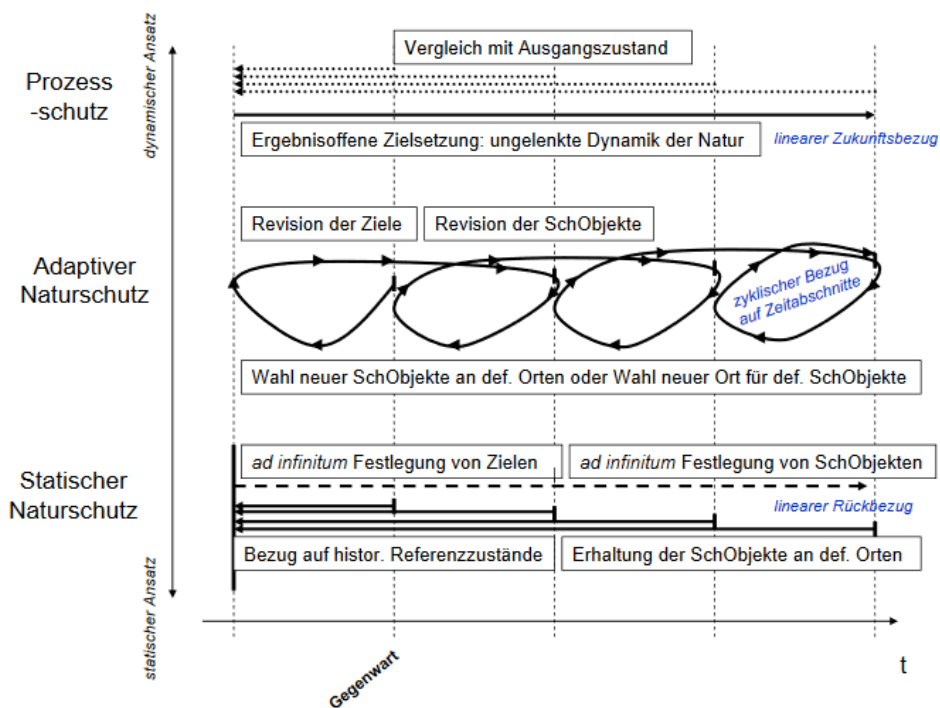 dynamischer Ansatz
Prozess
-schutz
Vergleich mit Ausgangszustand
Ergebnisoffene Zielsetzung: ungelenkte Dynamik der Natur
linearer Zukunftsbezug
Adaptiver
Naturschutz
Revision der Ziele
Revision der SchObjekte
zyklischer Bezug
auf Zeitabschnitte
Wahl neuer SchObjekte an def. Orten oder Wahl neuer Ort für def. SchObjekte
Statischer
Naturschutz
ad infinitum Festlegung von Zielen
ad infinitum Festlegung von SchObjekten
linearer Rückbezug
Bezug auf histor. Referenzzustände
Erhaltung der SchObjekte an def. Orten
statischer Ansatz
Gegenwart
t